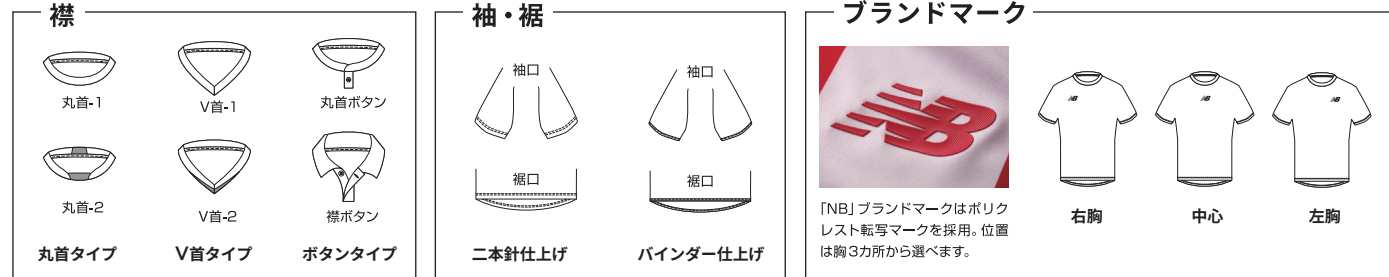 襟
丸首-1
V首-1
丸首ボタン
丸首-2
V首-2
襟ボタン
丸首タイプ
V首タイプ
ボタンタイプ
袖・裾
袖口
袖口
裾口
裾口
二本針仕上げ
バインダー仕上げ
ブランドマーク
NB
「NB」ブランドマークはポリク
レスト転写マークを採用。位置
は胸3カ所から選べます。
NB
NB
NB
右胸
中心
左胸